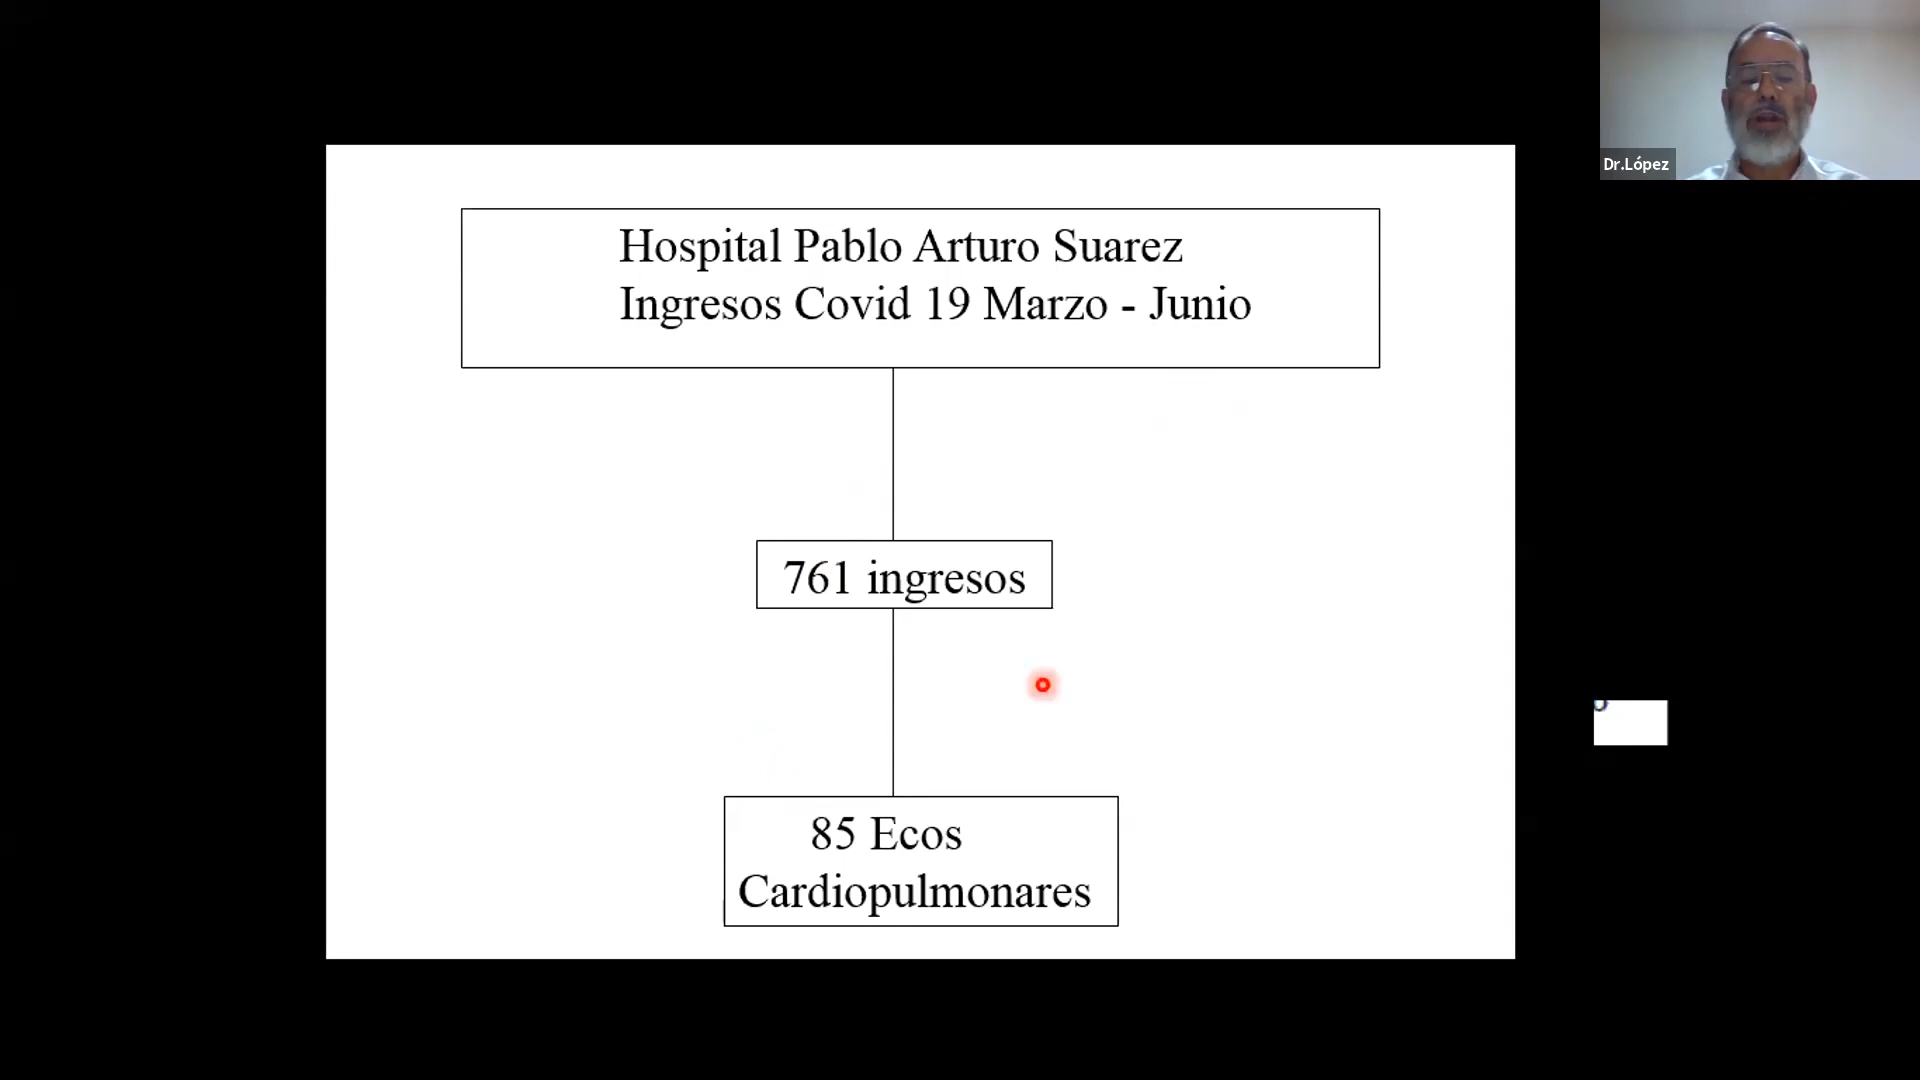 Dr.López
Hospital Pablo Arturo Suarez
Ingresos Covid 19 Marzo - Junio
761 ingresos
85 Ecos
Cardiopulmonares